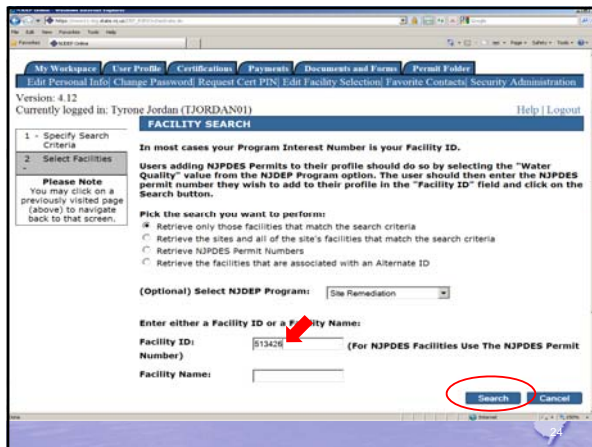 Favorites
NJDEP Online
My Workspace User Profile Certifications Payments Documents and Forms Permit Folder
Edit Personal Info| Change Password| Request Cert PIN| Edit Facility Selection| Favorite Contacts| Security Administration
Version: 4.12
Currently logged in: Tyrone Jordan (TJORDAN01)
Help | Logout
FACILITY SEARCH
1 - Specify Search
Criteria
2 Select Facilities
-
Please Note
You may click on a
previously visited page
(above) to navigate
back to that screen.
In most cases your Program Interest Number is your Facility ID.
Users adding NJPDES Permits to their profile should do so by selecting the "Water
Quality" value from the NJDEP Program option. The user should then enter the NJPDES
permit number they wish to add to their profile in the "Facility ID" field and click on the
Search button.
Pick the search you want to perform:
Retrieve only those facilities that match the search criteria
Retrieve the sites and all of the site's facilities that match the search criteria
Retrieve NJPDES Permit Numbers
Retrieve the facilities that are associated with an Alternate ID
(Optional) Select NJDEP Program: Site Remediation
Enter either a Facility ID or a Facility Name:
Facility ID: 513426 (For NJPDES Facilities Use The NJPDES Permit
Number)
Facility Name:
Search Cancel
Internet
24